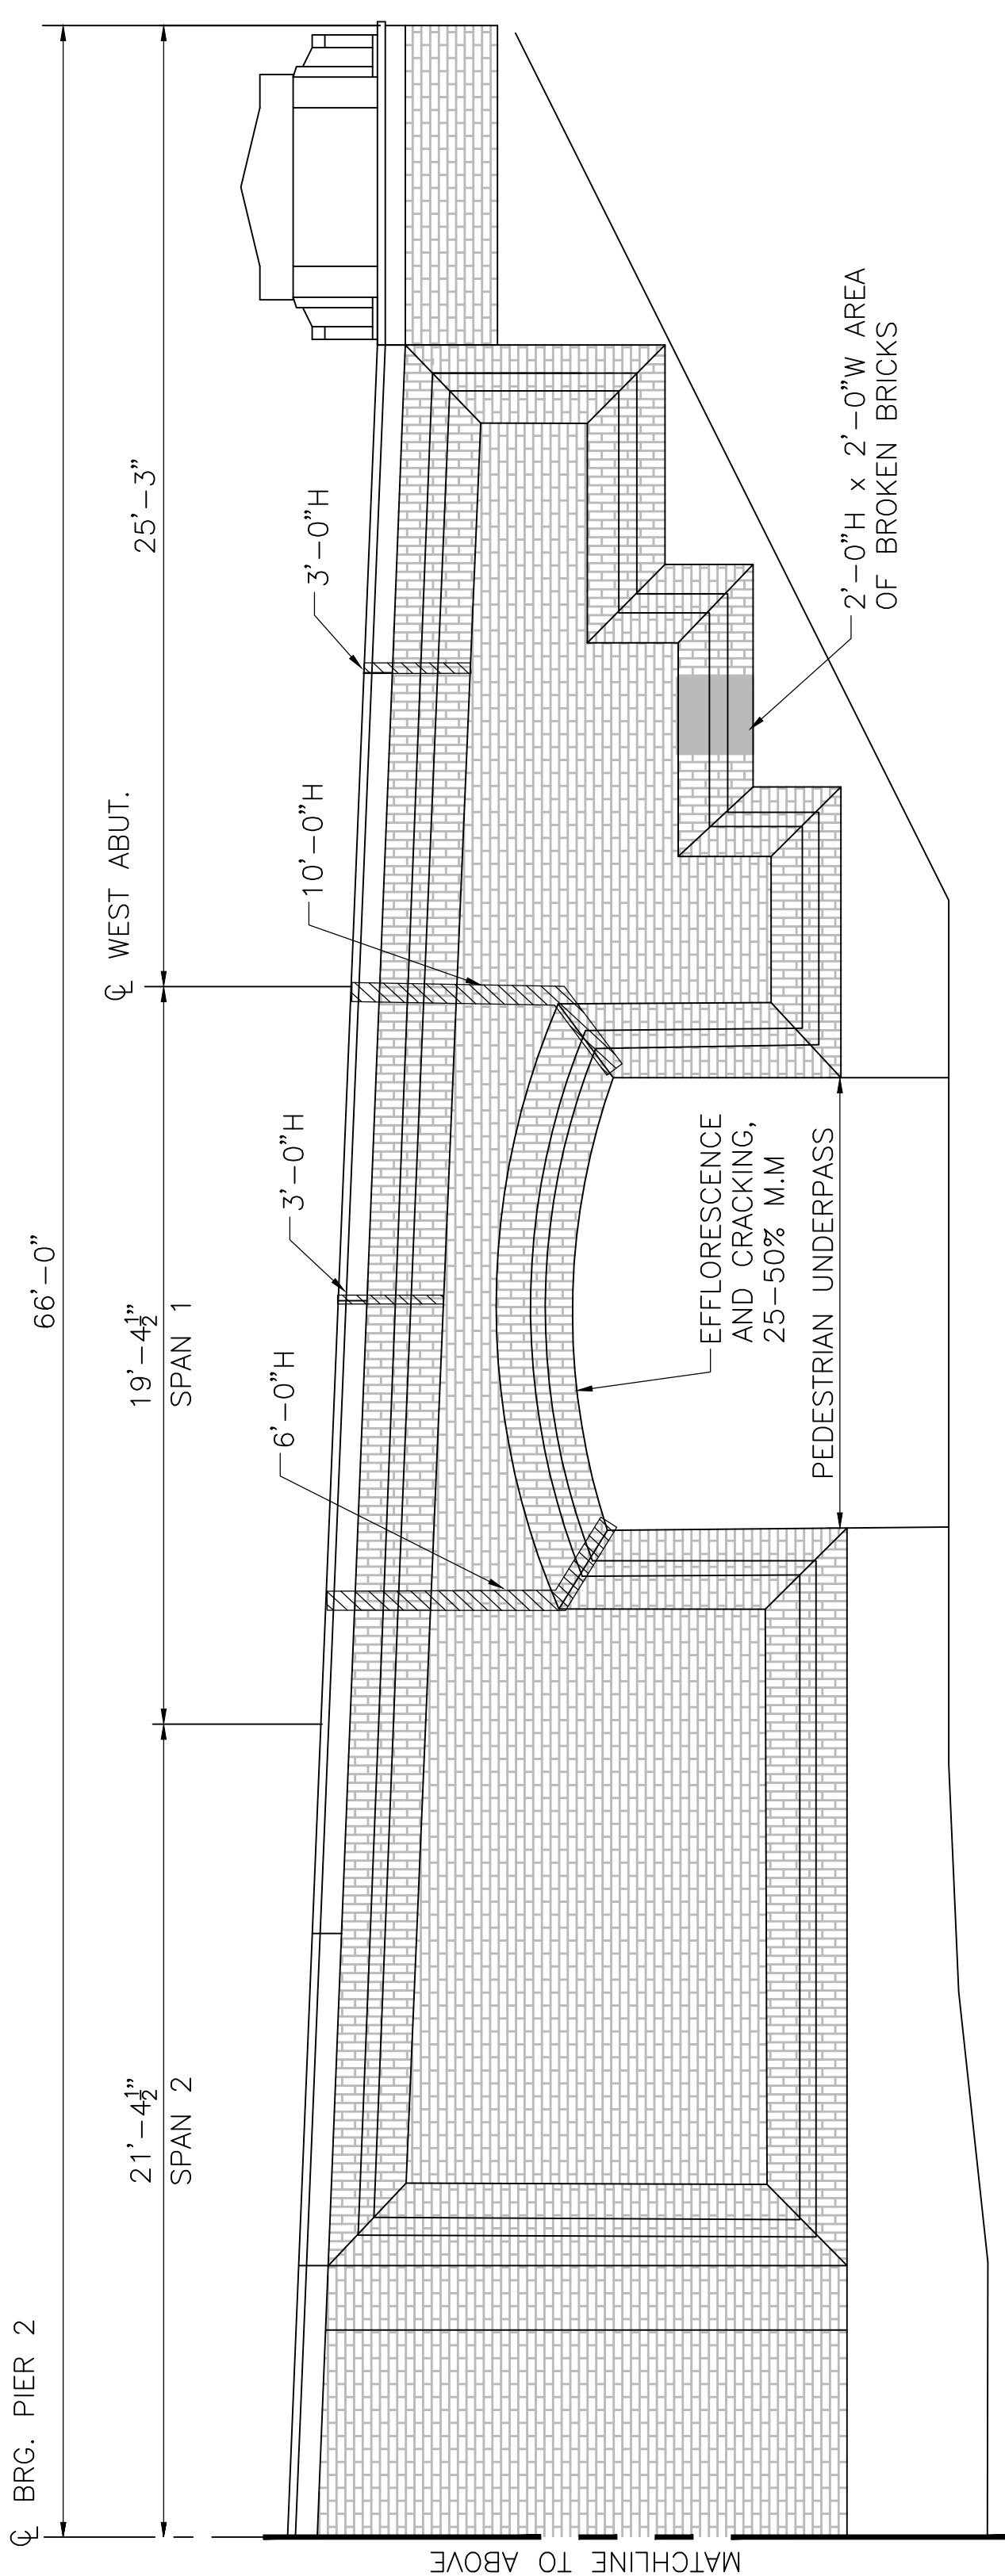 ℄ BRG. PIER 2
66'-0"
21'-4½"
SPAN 2
19'-4½"
SPAN 1
℄ WEST ABUT.
25'-3"
6'-0"H
3'-0"H
10'-0"H
3'-0"H
EFFLORESCENCE
AND CRACKING,
25-50% M.M
PEDESTRIAN UNDERPASS
2'-0"H x 2'-0"W AREA
OF BROKEN BRICKS
MATCHLINE TO ABOVE